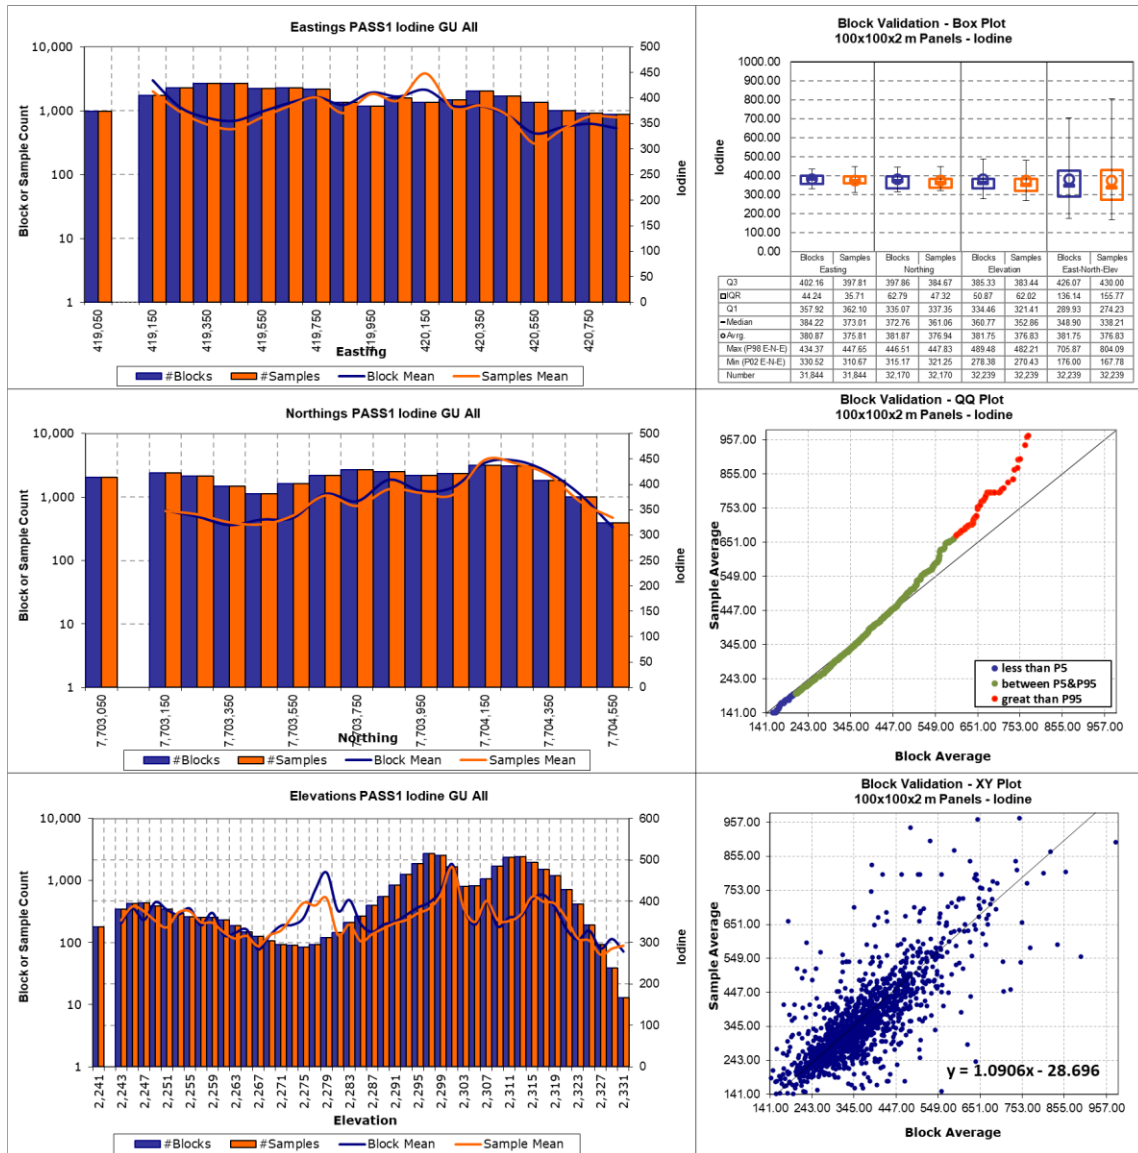 Eastings PASS1 Iodine GU All
10,000
1,000
100
10
1
500
450
400
350
300
250
200
150
100
50
0
Block or Sample Count
Iodine
419,050
419,150
419,350
419,550
419,750
419,950
420,150
420,350
420,550
420,750
Easting
#Blocks #Samples Block Mean Samples Mean
Block Validation - Box Plot
100x100x2 m Panels - Iodine
Iodine
1000.00
900.00
800.00
700.00
600.00
500.00
400.00
300.00
200.00
100.00
0.00
Blocks Samples Blocks Samples Blocks Samples Blocks Samples
Easting Northing Elevation East-North-Elev
Q3 402.16 397.81 397.86 384.67 385.33 383.44 426.07 430.00
IQR 44.24 35.71 62.79 47.32 50.87 62.02 136.14 155.77
Q1 357.92 362.10 335.07 337.35 334.46 321.41 289.93 274.23
Median 384.22 373.01 372.76 361.06 360.77 352.86 348.90 338.21
Avrg. 380.87 375.81 381.87 376.94 381.75 376.83 381.75 376.83
Max (P98 E-N-E) 434.37 447.65 446.51 447.83 489.48 482.21 705.87 804.09
Min (P02 E-N-E) 330.52 310.67 315.17 321.25 278.38 270.43 176.00 167.78
Number 31,844 31,844 32,170 32,170 32,239 32,239 32,239 32,239
Northings PASS1 Iodine GU All
10,000
1,000
100
10
1
500
450
400
350
300
250
200
150
100
50
0
Block or Sample Count
Iodine
7,703,050
7,703,150
7,703,350
7,703,550
7,703,750
7,703,950
7,704,150
7,704,350
7,704,550
Northing
#Blocks #Samples Block Mean Samples Mean
Block Validation - QQ Plot
100x100x2 m Panels - Iodine
Sample Average
957.00
855.00
753.00
651.00
549.00
447.00
345.00
243.00
141.00
less than P5
between P5&P95
great than P95
141.00 243.00 345.00 447.00 549.00 651.00 753.00 855.00 957.00
Block Average
Elevations PASS1 Iodine GU All
10,000
1,000
100
10
1
600
500
400
300
200
100
0
Block or Sample Count
Iodine
2,241
2,243
2,247
2,251
2,255
2,259
2,263
2,267
2,271
2,275
2,279
2,283
2,287
2,291
2,295
2,299
2,303
2,307
2,311
2,315
2,319
2,323
2,327
2,331
Elevation
#Blocks #Samples Block Mean Sample Mean
Block Validation - XY Plot
100x100x2 m Panels - Iodine
Sample Average
957.00
855.00
753.00
651.00
549.00
447.00
345.00
243.00
141.00
y = 1.0906x - 28.696
141.00 243.00 345.00 447.00 549.00 651.00 753.00 855.00 957.00
Block Average